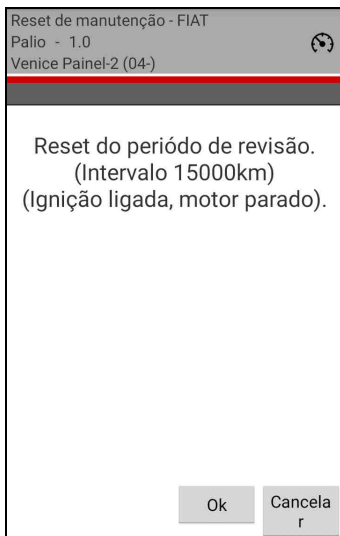 Reset de manutenção - FIAT
Palio - 1.0
Venice Painel-2 (04-)
Reset do periódo de revisão.
(Intervalo 15000km)
(Ignição ligada, motor parado).
Ok
Cancela
r